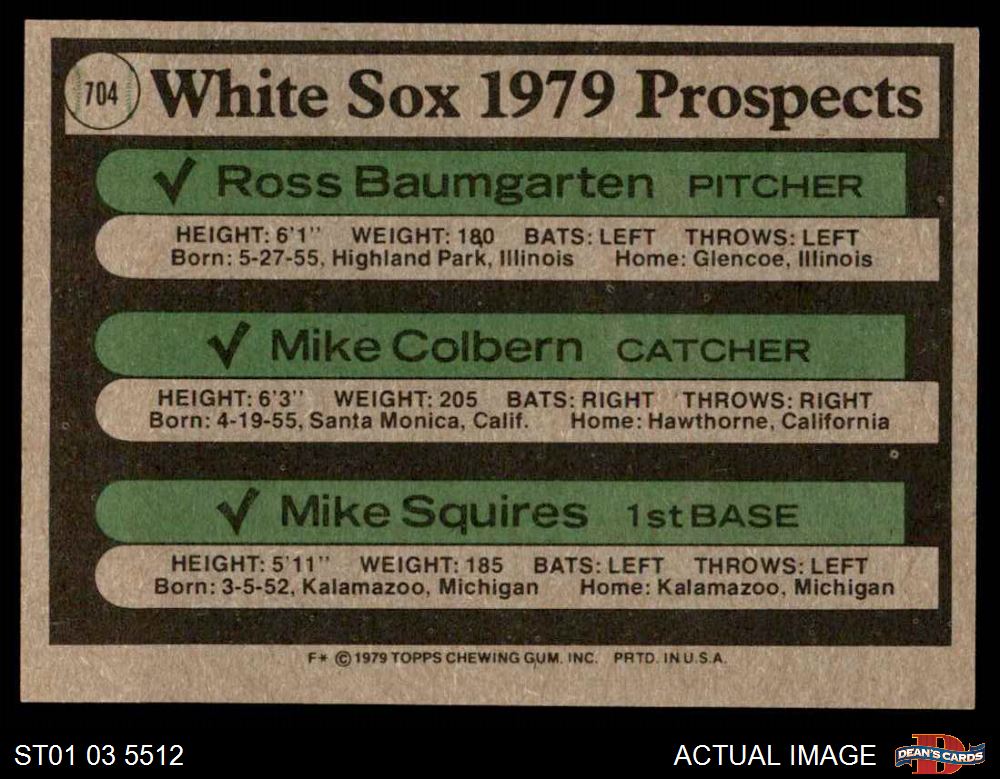 704 White Sox 1979 Prospects
✓ Ross Baumgarten PITCHER
HEIGHT: 6'1" WEIGHT: 180 BATS: LEFT THROWS: LEFT
Born: 5-27-55, Highland Park, Illinois Home: Glencoe, Illinois
✓ Mike Colbern CATCHER
HEIGHT: 6'3" WEIGHT: 205 BATS: RIGHT THROWS: RIGHT
Born: 4-19-55, Santa Monica, Calif. Home: Hawthorne, California
✓ Mike Squires 1st BASE
HEIGHT: 5'11" WEIGHT: 185 BATS: LEFT THROWS: LEFT
Born: 3-5-52, Kalamazoo, Michigan Home: Kalamazoo, Michigan
F* © 1979 TOPPS CHEWING GUM, INC. PRTD. IN U.S.A.
ST01 03 5512 ACTUAL IMAGE D DEAN'S CARDS